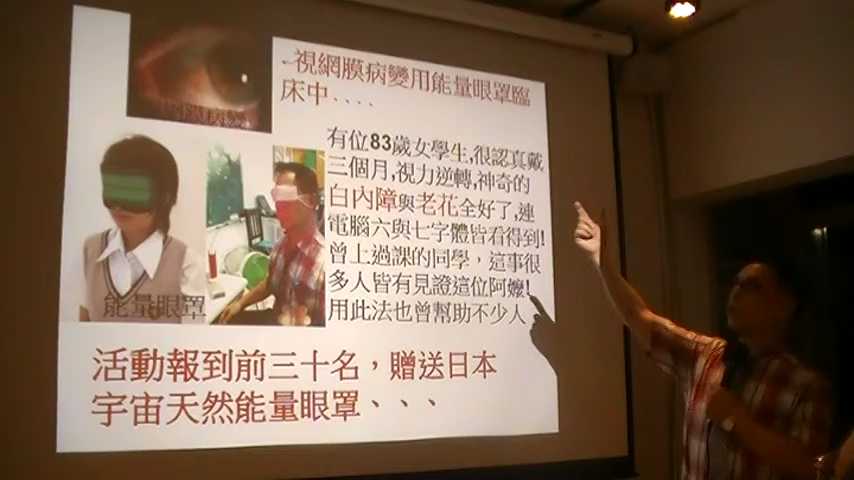 視網膜病變
-視網膜病變用能量眼罩臨
床中....
有位83歲女學生,很認真戴
三個月,視力逆轉,神奇的
白內障與老花全好了,連
電腦六與七字體皆看得到!
曾上過課的同學，這事很
多人皆有見證這位阿嬤!
用此法也曾幫助不少人
能量眼罩
活動報到前三十名，贈送日本
宇宙天然能量眼罩、、、